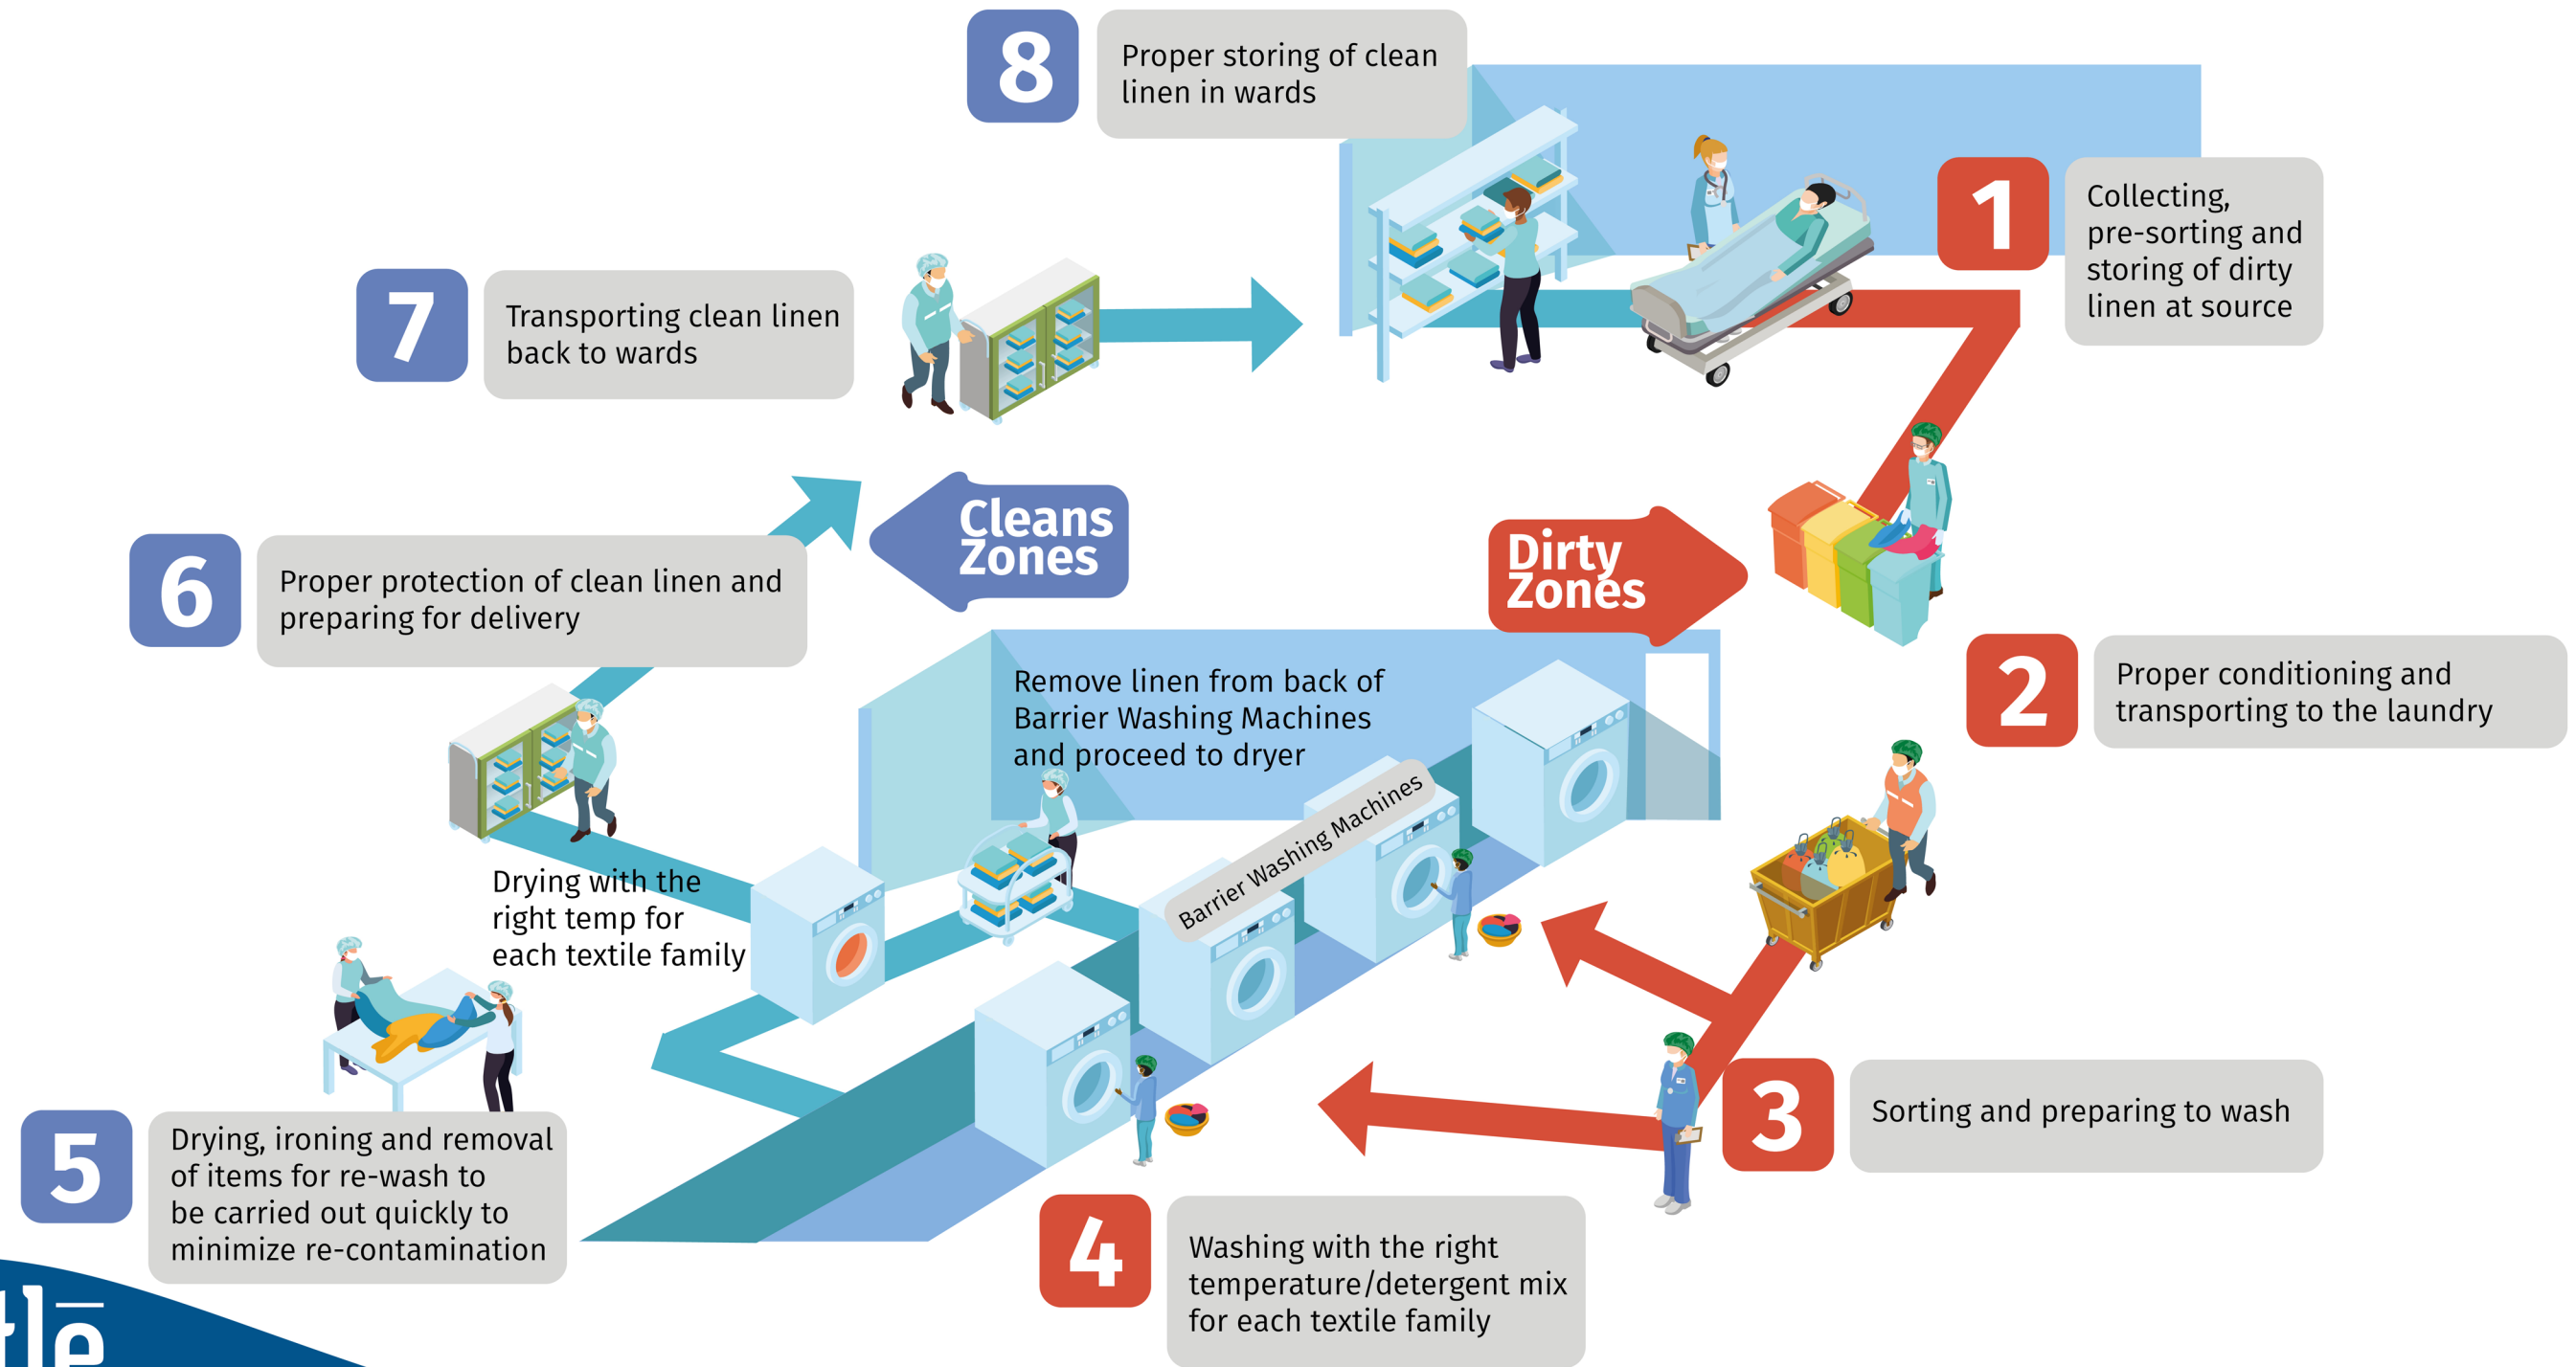 8
Proper storing of clean
linen in wards
1
Collecting,
pre-sorting and
storing of dirty
linen at source
7
Transporting clean linen
back to wards
Cleans
Zones
Dirty
Zones
6
Proper protection of clean linen and
preparing for delivery
2
Proper conditioning and
transporting to the laundry
Remove linen from back of
Barrier Washing Machines
and proceed to dryer
Barrier Washing Machines
Drying with the
right temp for
each textile family
3
Sorting and preparing to wash
5
Drying, ironing and removal
of items for re-wash to
be carried out quickly to
minimize re-contamination
4
Washing with the right
temperature/detergent mix
for each textile family